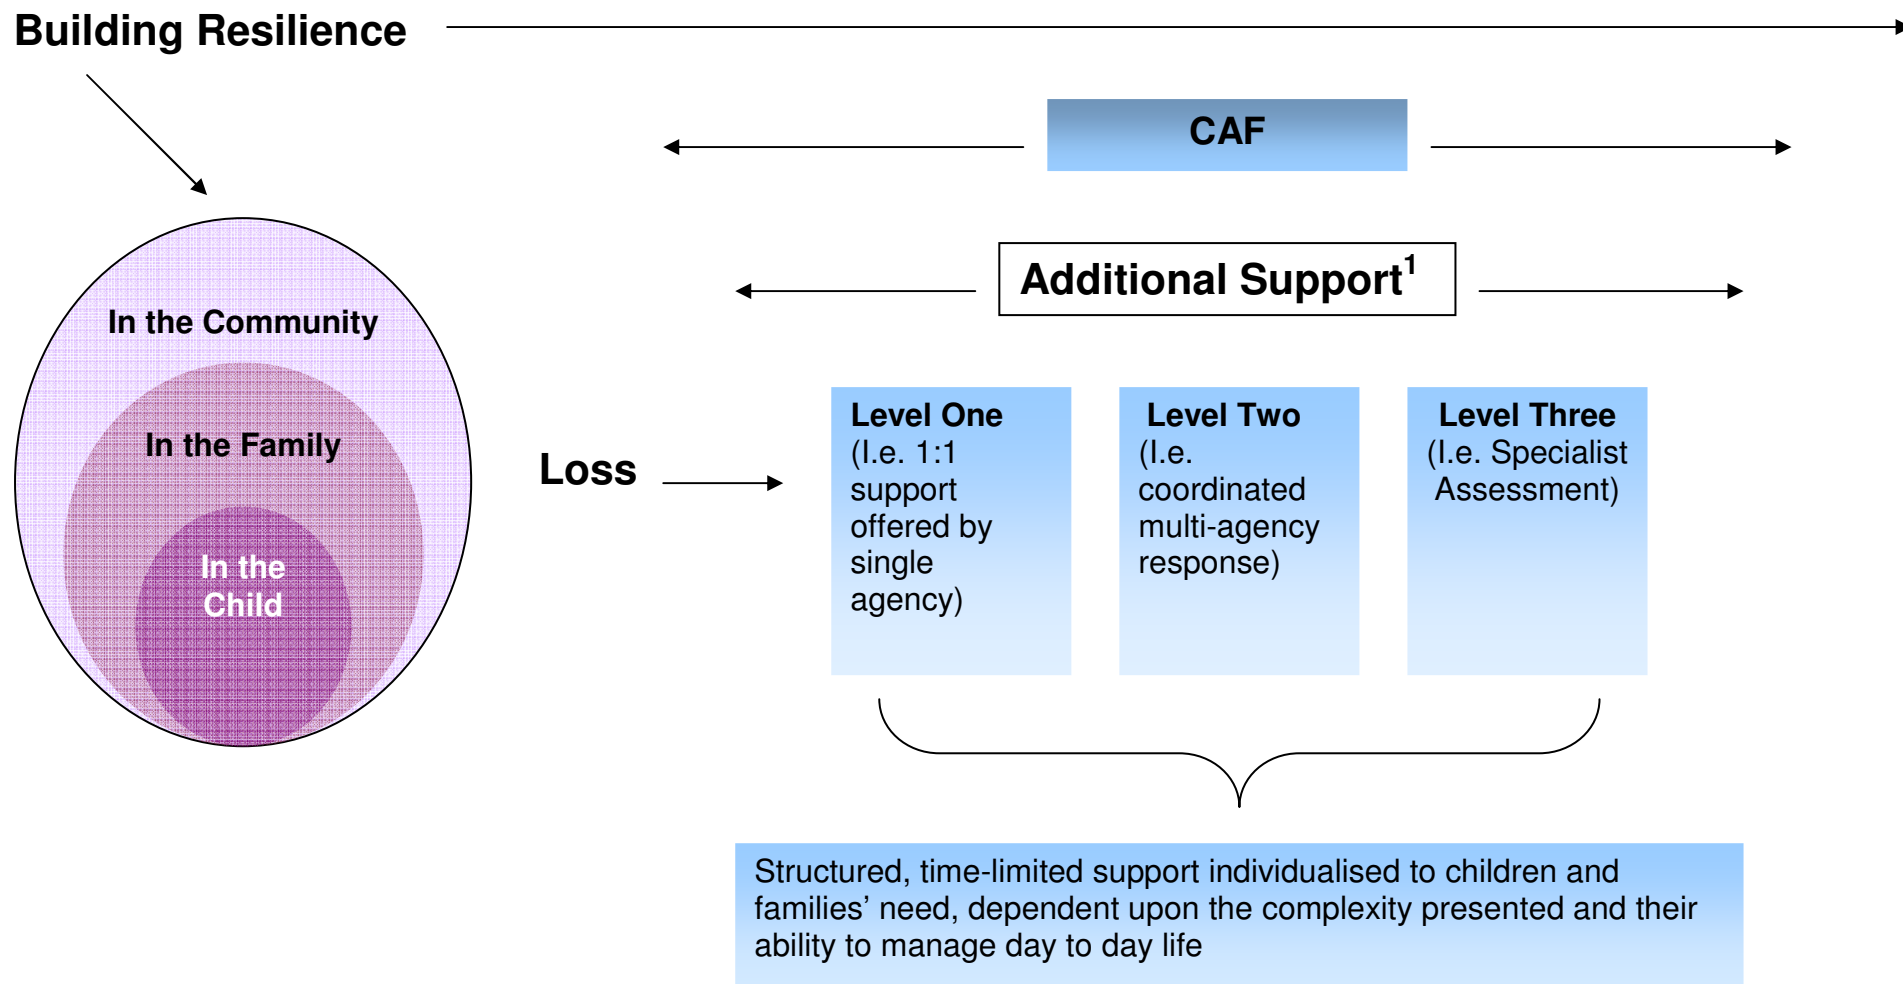 Building Resilience
CAF
Additional Support¹
In the Community
In the Family
In the
Child
Loss
Level One
(I.e. 1:1
support
offered by
single
agency)
Level Two
(I.e.
coordinated
multi-agency
response)
Level Three
(I.e. Specialist
Assessment)
Structured, time-limited support individualised to children and
families’ need, dependent upon the complexity presented and their
ability to manage day to day life